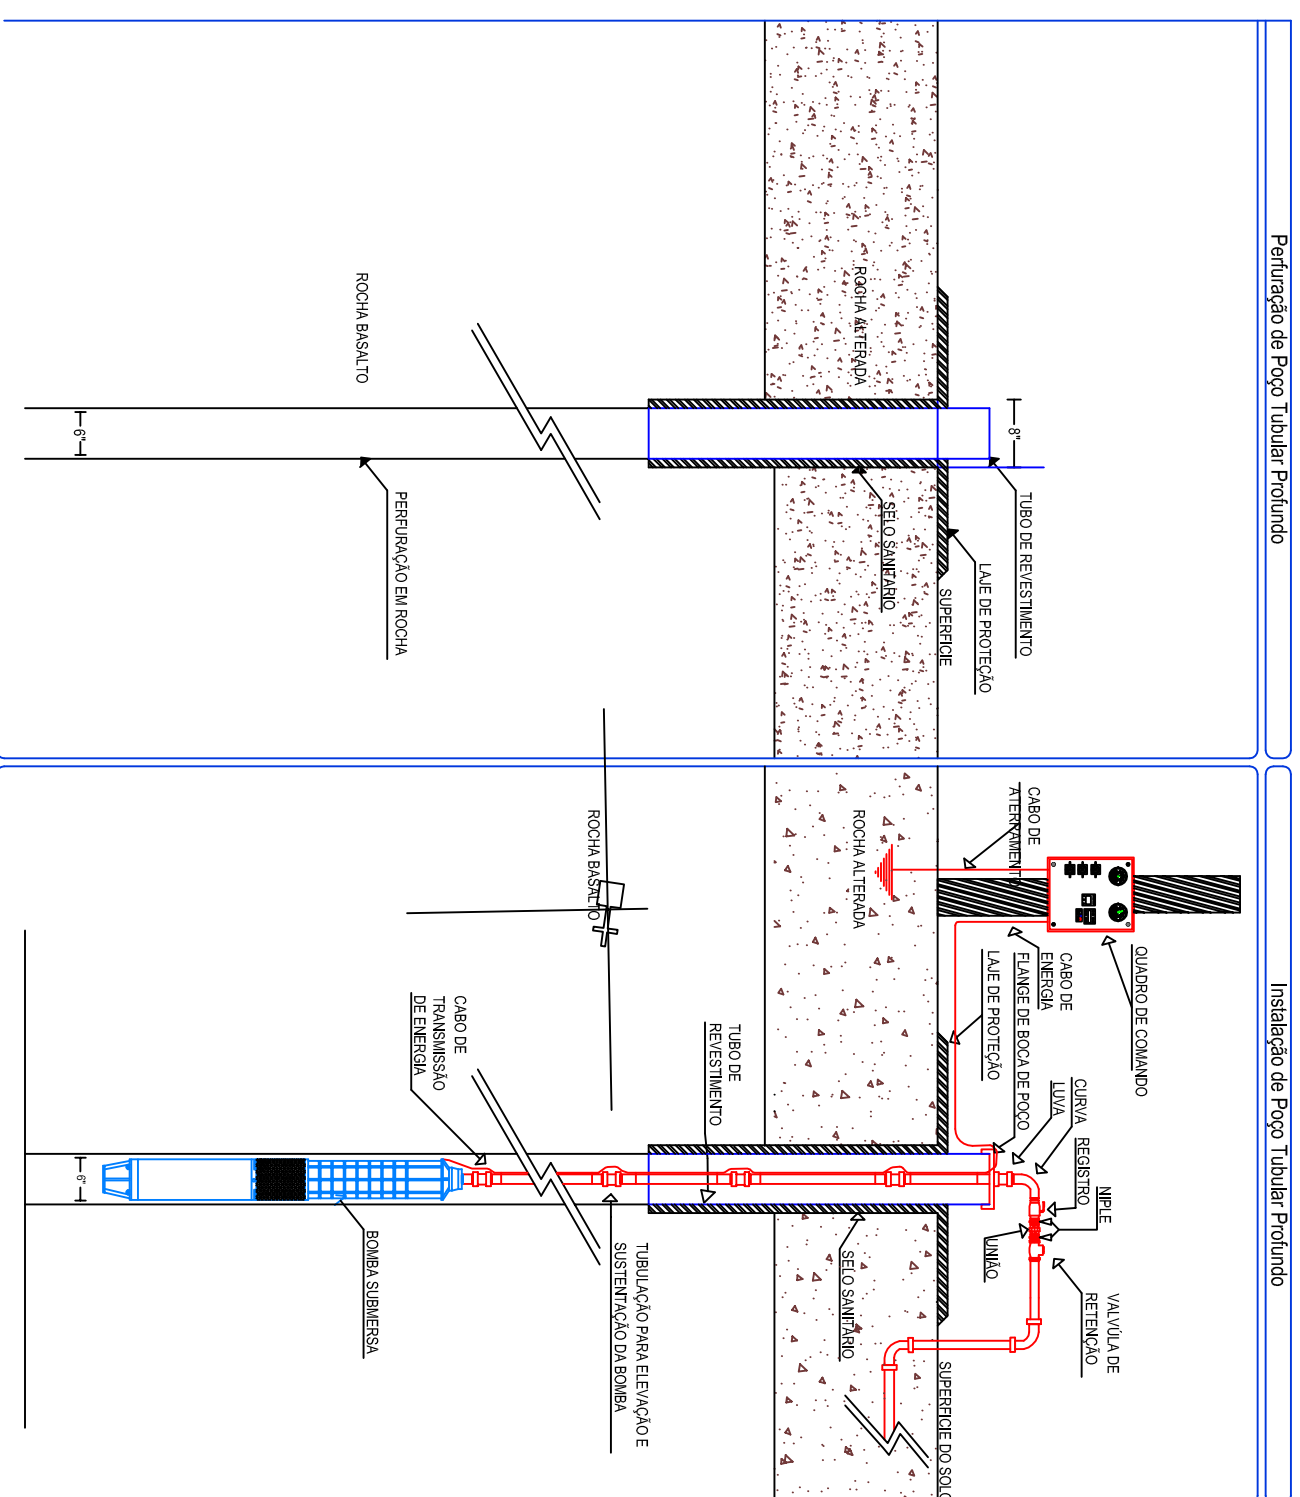 Perfuração de Poço Tubular Profundo
8"
TUBO DE REVESTIMENTO
LAJE DE PROTEÇÃO
SUPERFICIE
ROCHA ALTERADA
SELO SANITÁRIO
ROCHA BASALTO
PERFURAÇÃO EM ROCHA
6"
Instalação de Poço Tubular Profundo
QUADRO DE COMANDO
CABO DE
ATERRAMENTO
CABO DE
ENERGIA
FLANGE DE BOCA DE POÇO
LAJE DE PROTEÇÃO
CURVA
LUVA
REGISTRO
NIPLE
UNIÃO
VALVÚLA DE
RETENÇÃO
SUPERFICIE DO SOLO
ROCHA ALTERADA
SELO SANITÁRIO
TUBO DE
REVESTIMENTO
ROCHA BASALTO
TUBULAÇÃO PARA ELEVAÇÃO E
SUSTENTAÇÃO DA BOMBA
CABO DE
TRANSMISSÃO
DE ENERGIA
BOMBA SUBMERSA
6"